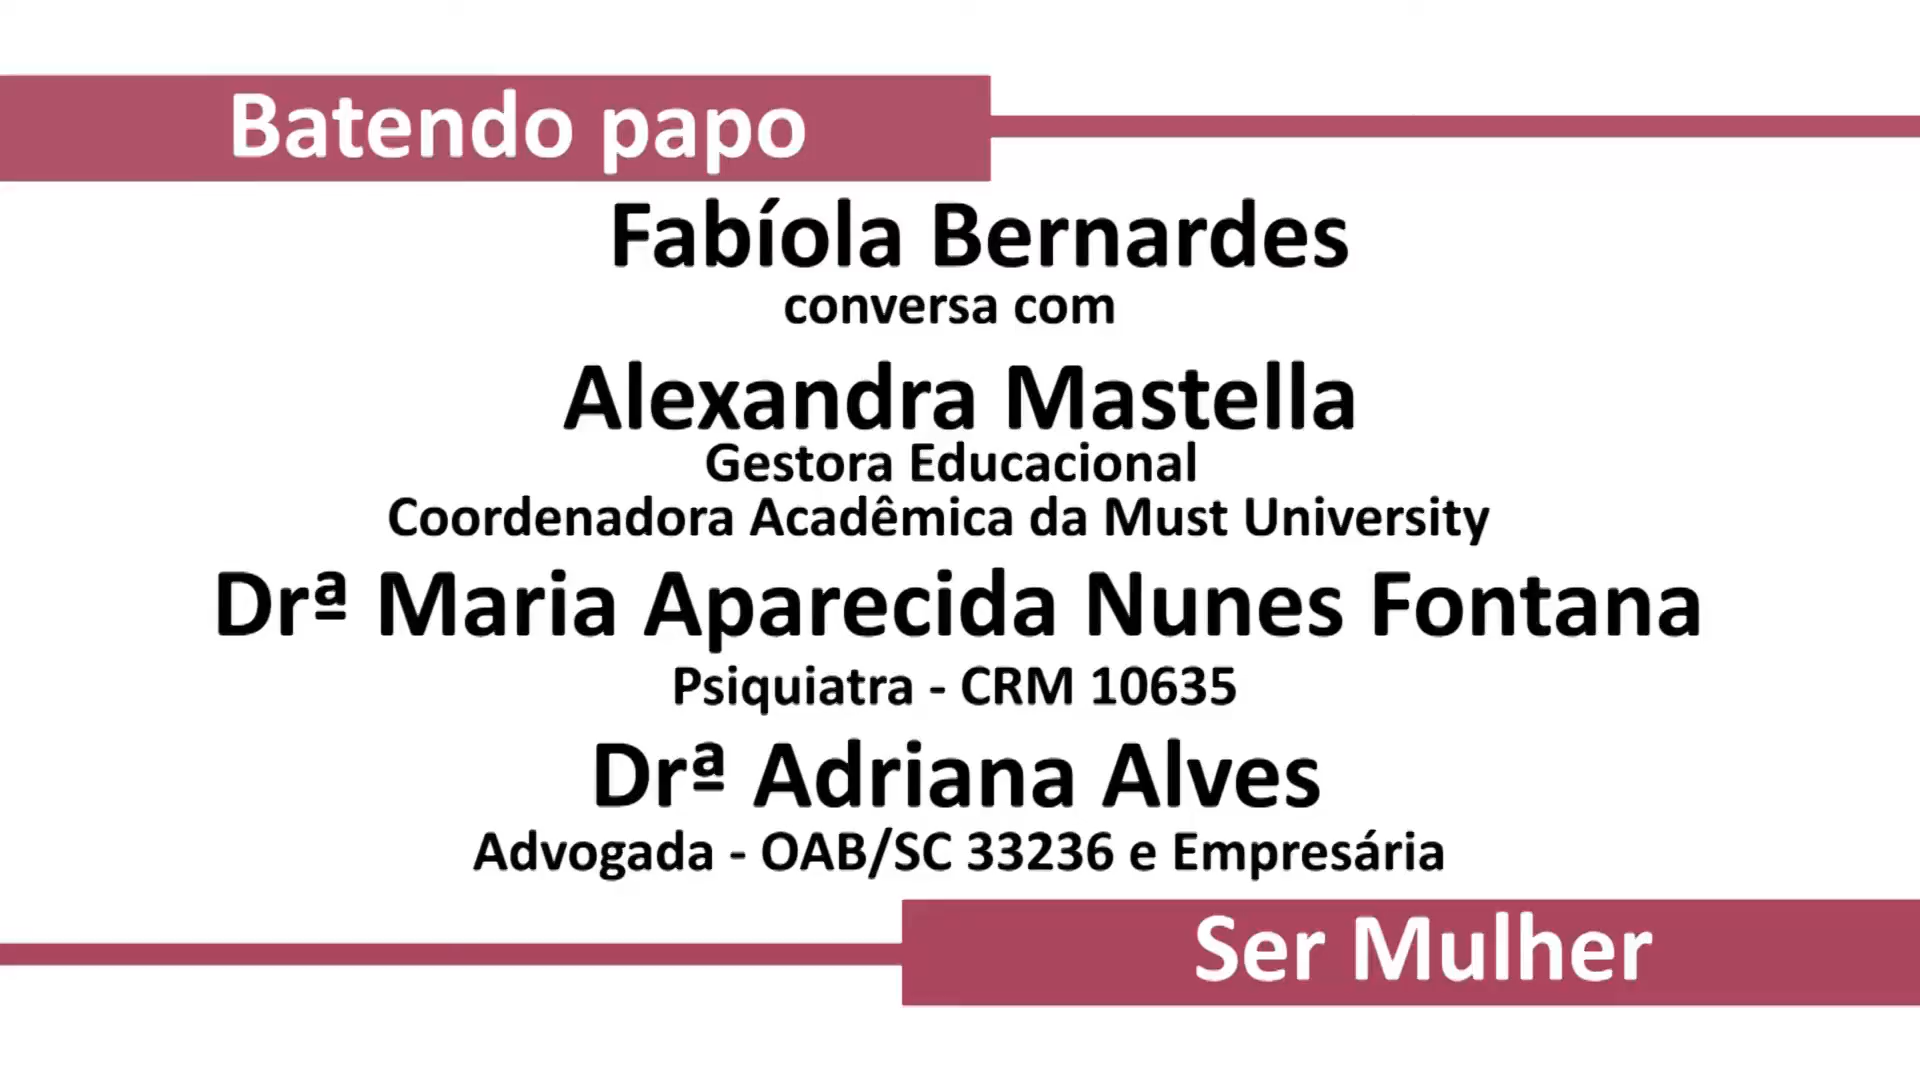 Batendo papo
Fabíola Bernardes
conversa com
Alexandra Mastella
Gestora Educacional
Coordenadora Acadêmica da Must University
Drª Maria Aparecida Nunes Fontana
Psiquiatra - CRM 10635
Drª Adriana Alves
Advogada - OAB/SC 33236 e Empresária
Ser Mulher